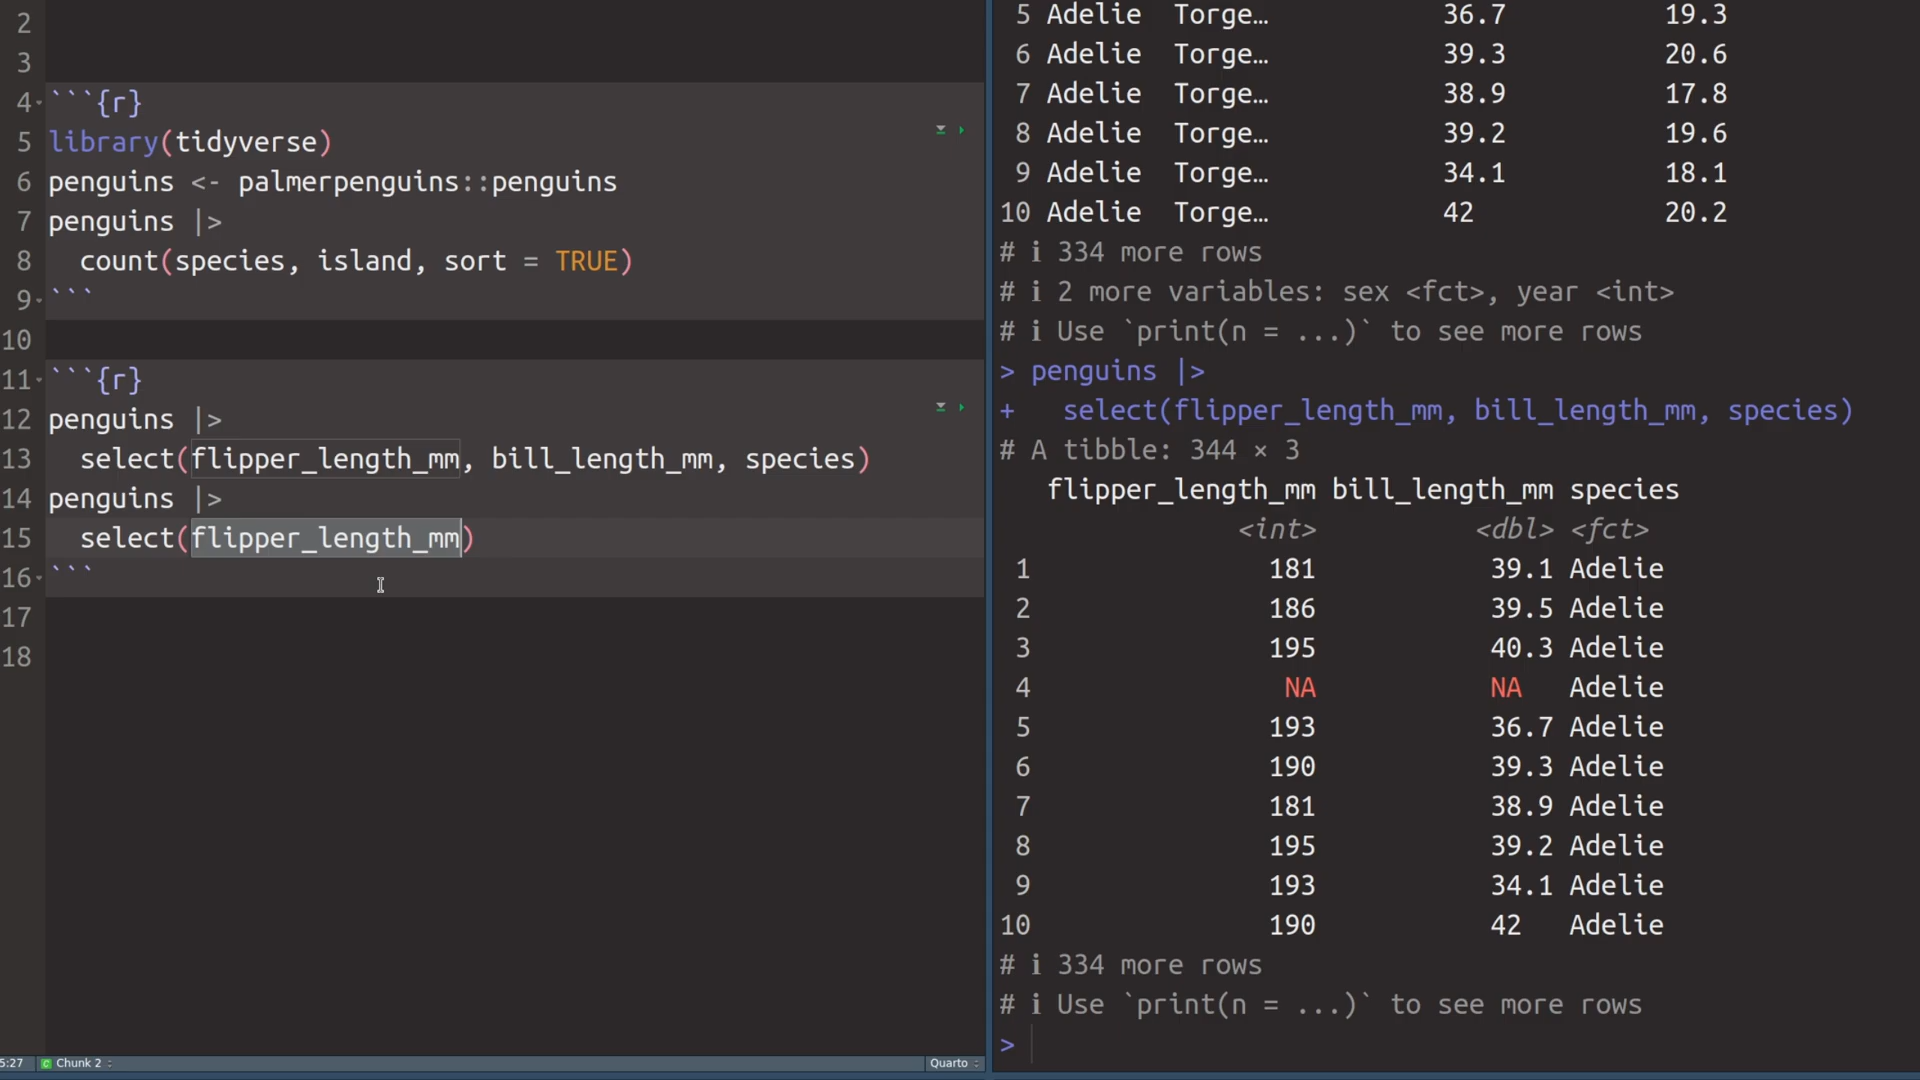 2
3
4 ```{r}
5 library(tidyverse)
6 penguins <- palmerpenguins::penguins
7 penguins |>
8   count(species, island, sort = TRUE)
9 ```
10
11 ```{r}
12 penguins |>
13   select(flipper_length_mm, bill_length_mm, species)
14 penguins |>
15   select(flipper_length_mm)
16 ```
17
18
5:27 Chunk 2 Quarto
5 Adelie Torge… 36.7 19.3
6 Adelie Torge… 39.3 20.6
7 Adelie Torge… 38.9 17.8
8 Adelie Torge… 39.2 19.6
9 Adelie Torge… 34.1 18.1
10 Adelie Torge… 42 20.2
# ℹ 334 more rows
# ℹ 2 more variables: sex <fct>, year <int>
# ℹ Use `print(n = ...)` to see more rows
> penguins |>
+   select(flipper_length_mm, bill_length_mm, species)
# A tibble: 344 × 3
flipper_length_mm bill_length_mm species
<int> <dbl> <fct>
1 181 39.1 Adelie
2 186 39.5 Adelie
3 195 40.3 Adelie
4 NA NA Adelie
5 193 36.7 Adelie
6 190 39.3 Adelie
7 181 38.9 Adelie
8 195 39.2 Adelie
9 193 34.1 Adelie
10 190 42 Adelie
# ℹ 334 more rows
# ℹ Use `print(n = ...)` to see more rows
>